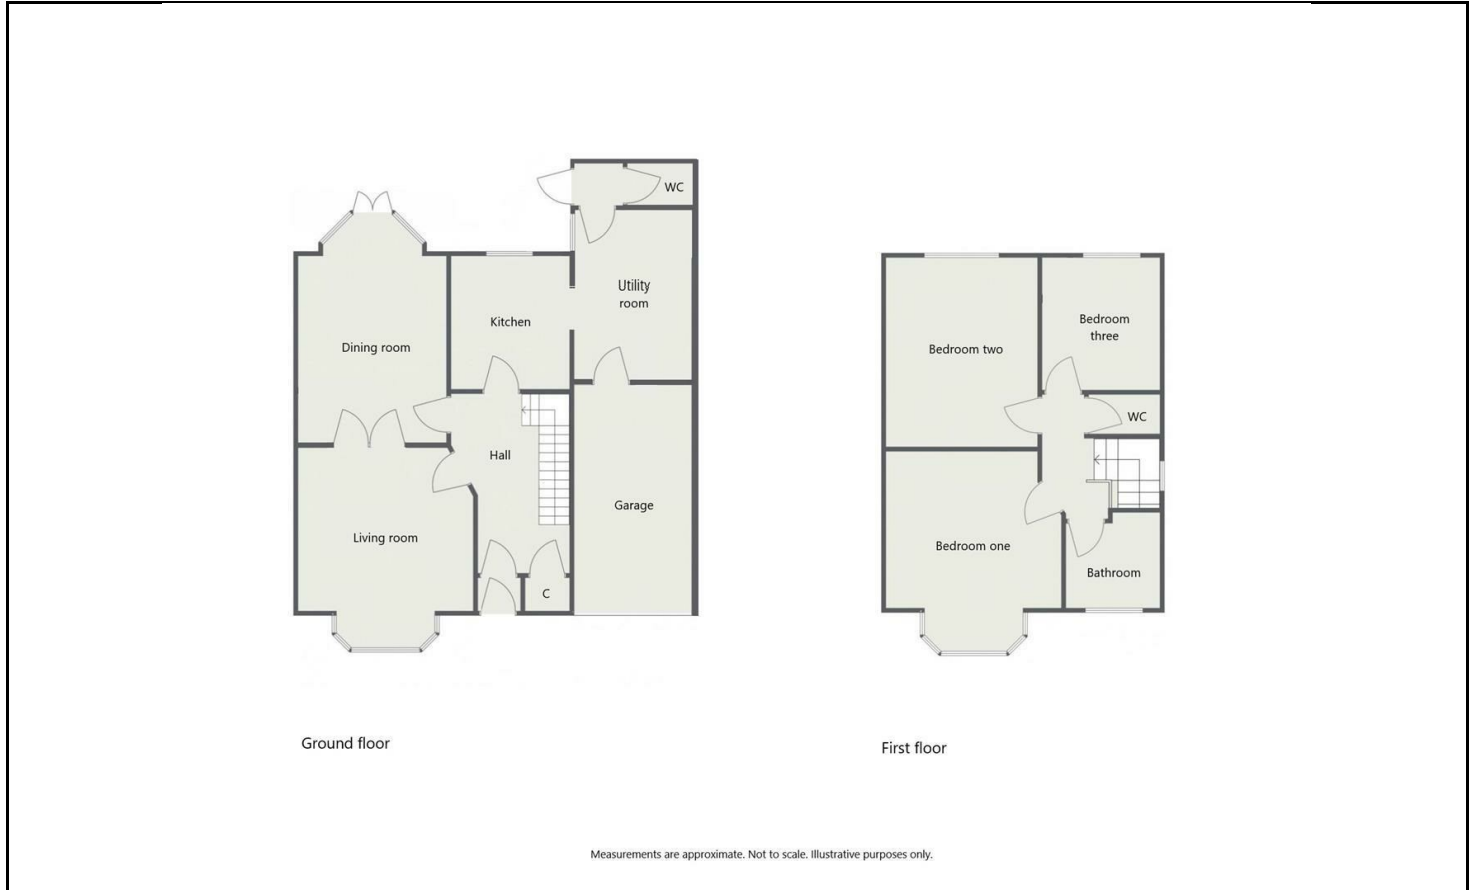 WC
Utility
room
Kitchen
Dining room
Hall
Garage
Living room
C
Ground floor
Bedroom
three
Bedroom two
WC
Bedroom one
Bathroom
First floor
Measurements are approximate. Not to scale. Illustrative purposes only.